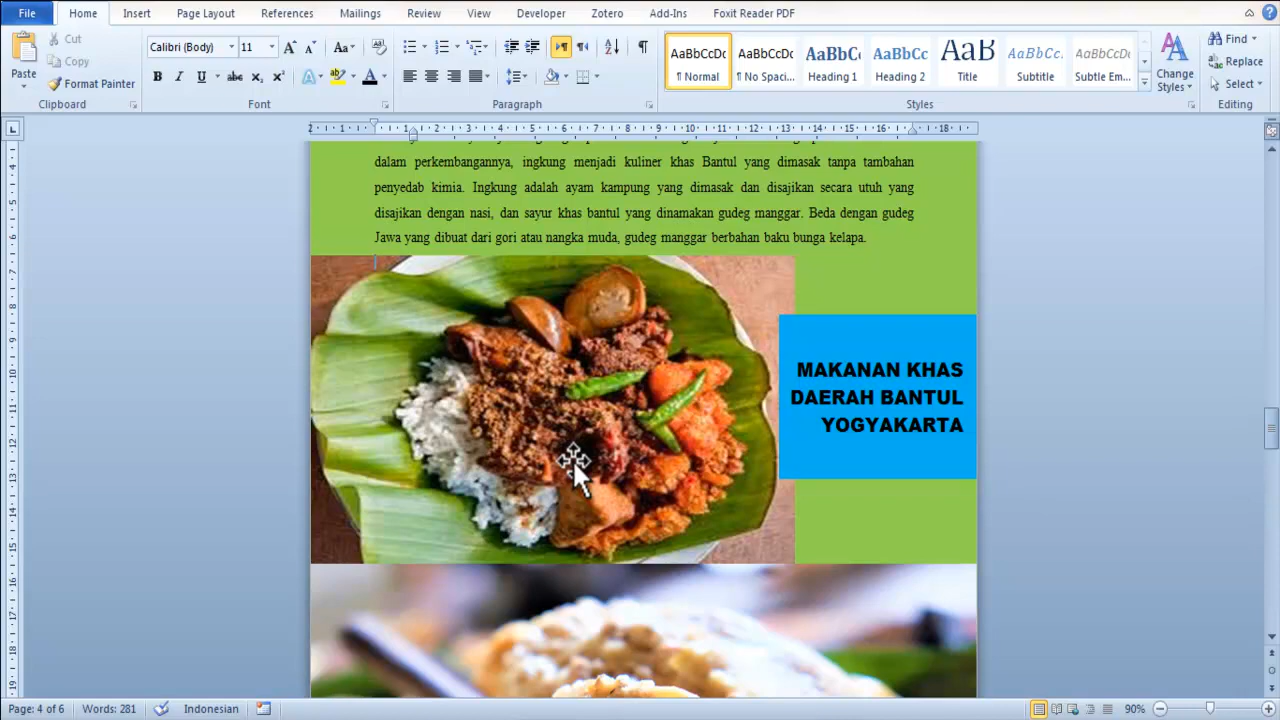 File Home Insert Page Layout References Mailings Review View Developer Zotero Add-Ins Foxit Reader PDF
Paste
Cut
Copy
Format Painter
Clipboard
Calibri (Body) 11
Font
Paragraph
AaBbCcDc AaBbCcDc AaBbCc AaBbCc AaB AaBbCc AaBbCcDc
¶ Normal ¶ No Spaci... Heading 1 Heading 2 Title Subtitle Subtle Em...
Change Styles
Styles
Find
Replace
Select
Editing
dalam perkembangannya, ingkung menjadi kuliner khas Bantul yang dimasak tanpa tambahan
penyedab kimia. Ingkung adalah ayam kampung yang dimasak dan disajikan secara utuh yang
disajikan dengan nasi, dan sayur khas bantul yang dinamakan gudeg manggar. Beda dengan gudeg
Jawa yang dibuat dari gori atau nangka muda, gudeg manggar berbahan baku bunga kelapa.
MAKANAN KHAS
DAERAH BANTUL
YOGYAKARTA
Page: 4 of 6 Words: 281 Indonesian 90%